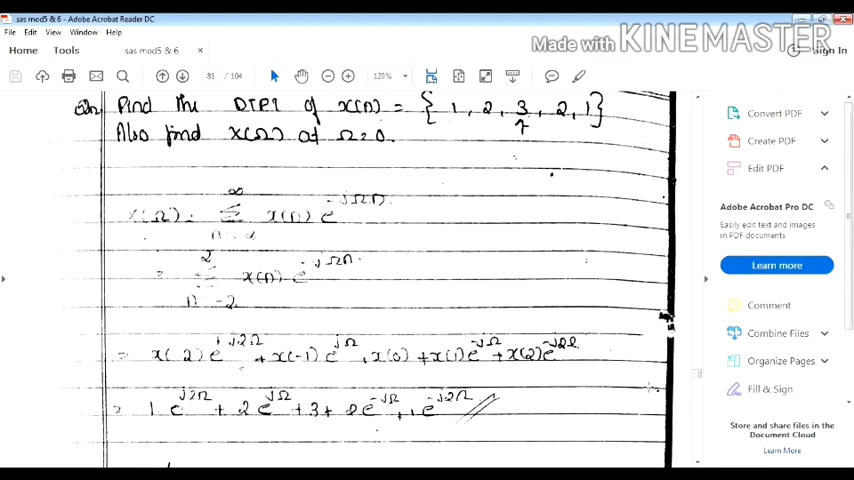 sas mod5 & 6 - Adobe Acrobat Reader DC
File Edit View Window Help
Made with KINEMASTER
Home Tools sas mod5 & 6 × Sign In
81 / 104 120%
Find the DTFT of x(n) = { 1, 2, 3, 2, 1 }
↑
Also find X(Ω) at Ω=0.
X(Ω) = ∞ Σ n=-∞ x(n) e^-jΩn
= 2 Σ n=-2 x(n) e^-jΩn
= x(-2) e^j2Ω + x(-1) e^jΩ + x(0) + x(1) e^-jΩ + x(2) e^-j2Ω
= 1 e^j2Ω + 2 e^jΩ + 3 + 2 e^-jΩ + 1 e^-j2Ω //
Convert PDF
Create PDF
Edit PDF
Adobe Acrobat Pro DC
Easily edit text and images
in PDF documents
Learn more
Comment
Combine Files
Organize Pages
Fill & Sign
Store and share files in the
Document Cloud
Learn More